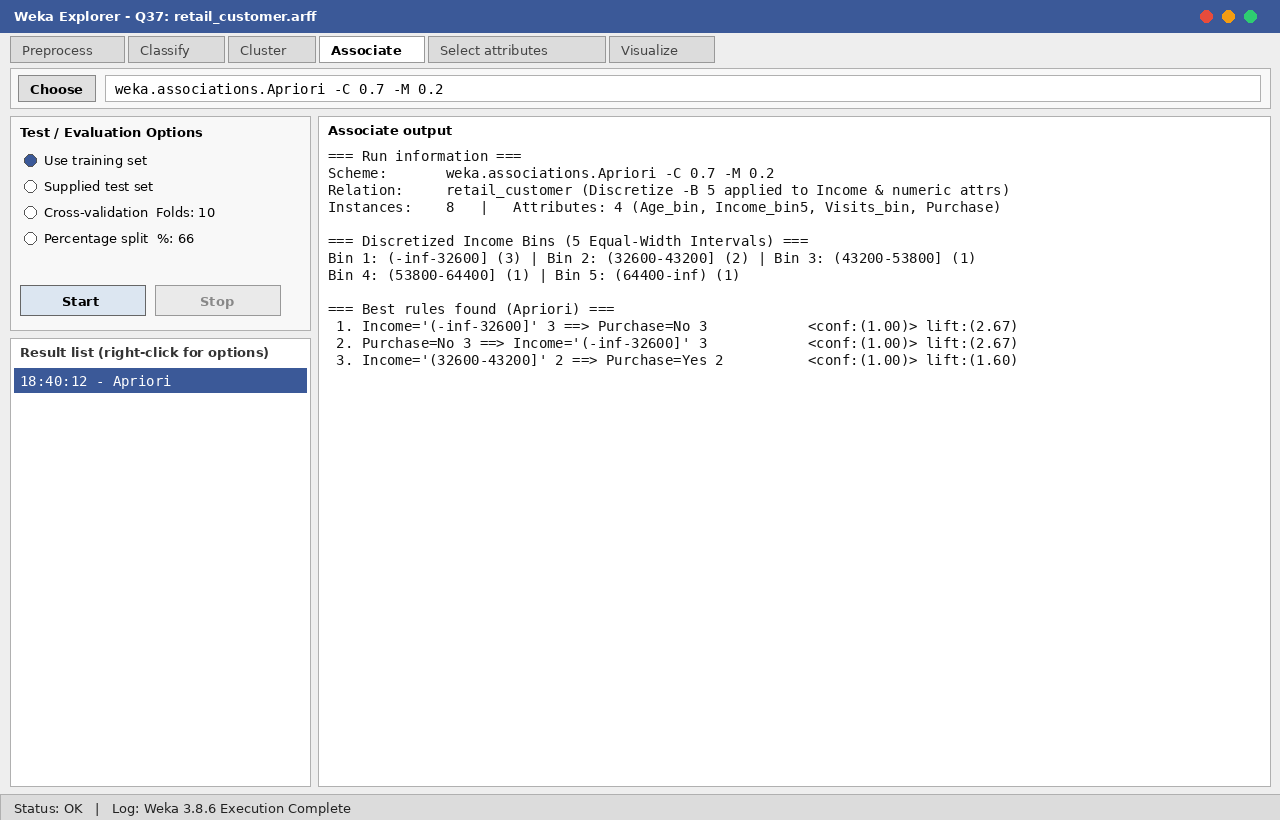 Weka Explorer - Q37: retail_customer.arff
Preprocess Classify Cluster Associate Select attributes Visualize
Choose weka.associations.Apriori -C 0.7 -M 0.2
Test / Evaluation Options
Use training set
Supplied test set
Cross-validation  Folds: 10
Percentage split  %: 66
Start Stop
Result list (right-click for options)
18:40:12 - Apriori
Associate output
=== Run information ===
Scheme:       weka.associations.Apriori -C 0.7 -M 0.2
Relation:     retail_customer (Discretize -B 5 applied to Income & numeric attrs)
Instances:    8   |   Attributes: 4 (Age_bin, Income_bin5, Visits_bin, Purchase)
=== Discretized Income Bins (5 Equal-Width Intervals) ===
Bin 1: (-inf-32600] (3) | Bin 2: (32600-43200] (2) | Bin 3: (43200-53800] (1)
Bin 4: (53800-64400] (1) | Bin 5: (64400-inf) (1)
=== Best rules found (Apriori) ===
1. Income='(-inf-32600]' 3 ==> Purchase=No 3            <conf:(1.00)> lift:(2.67)
2. Purchase=No 3 ==> Income='(-inf-32600]' 3            <conf:(1.00)> lift:(2.67)
3. Income='(32600-43200]' 2 ==> Purchase=Yes 2          <conf:(1.00)> lift:(1.60)
Status: OK   |   Log: Weka 3.8.6 Execution Complete